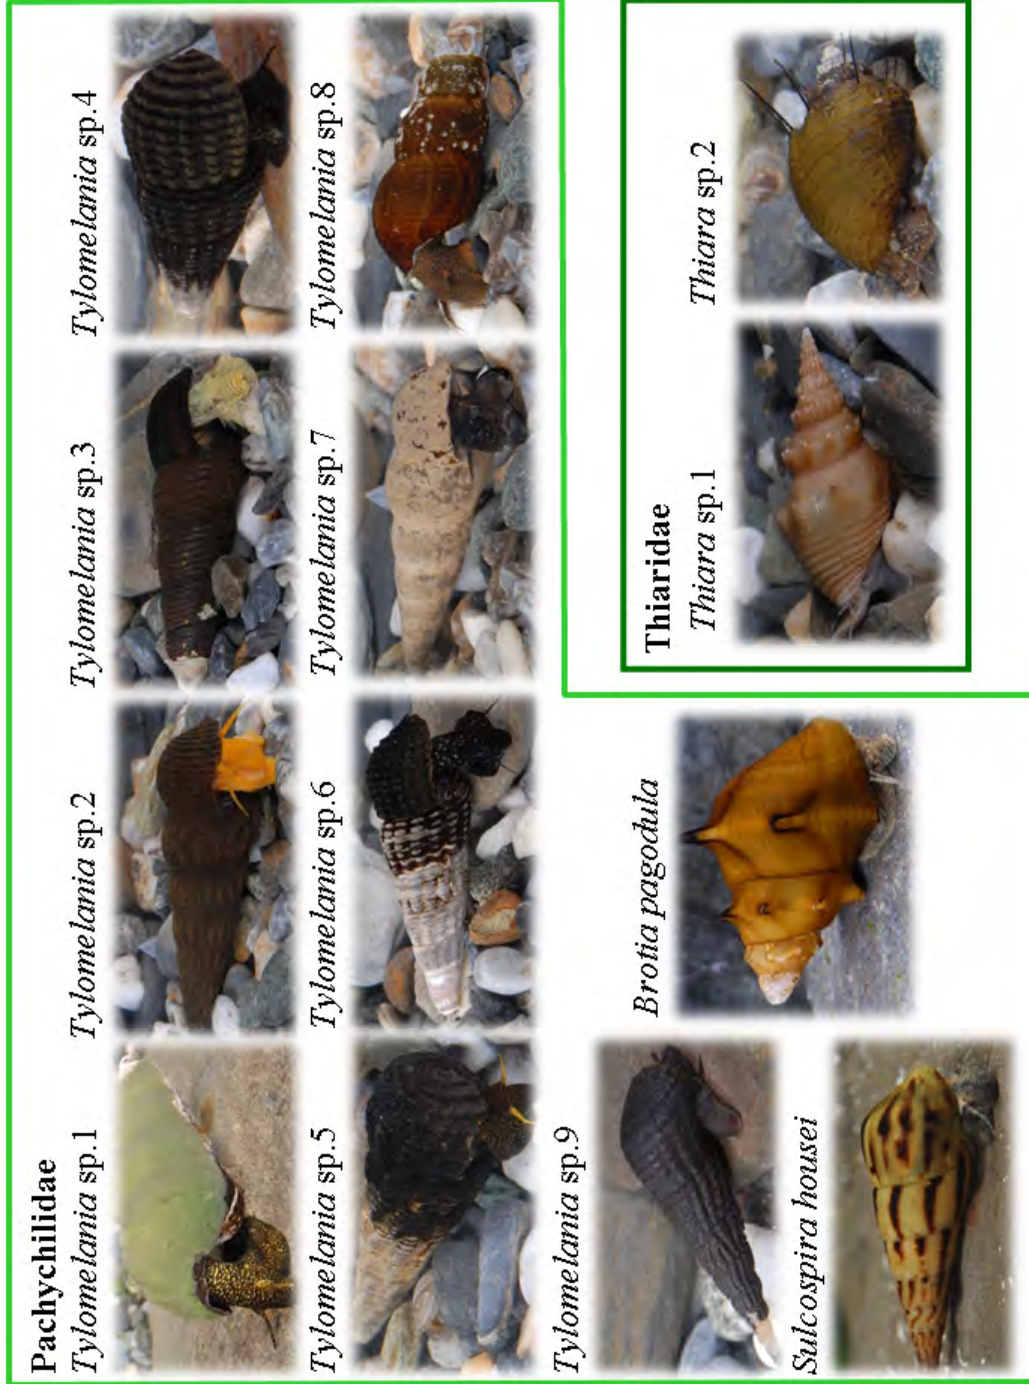 Pachychilidae
Tylomelania sp.1
Tylomelania sp.2
Tylomelania sp.3
Tylomelania sp.4
Tylomelania sp.5
Tylomelania sp.6
Tylomelania sp.7
Tylomelania sp.8
Tylomelania sp.9
Brotia pagodula
Sulcospira housei
Thiaridae
Thiara sp.1
Thiara sp.2